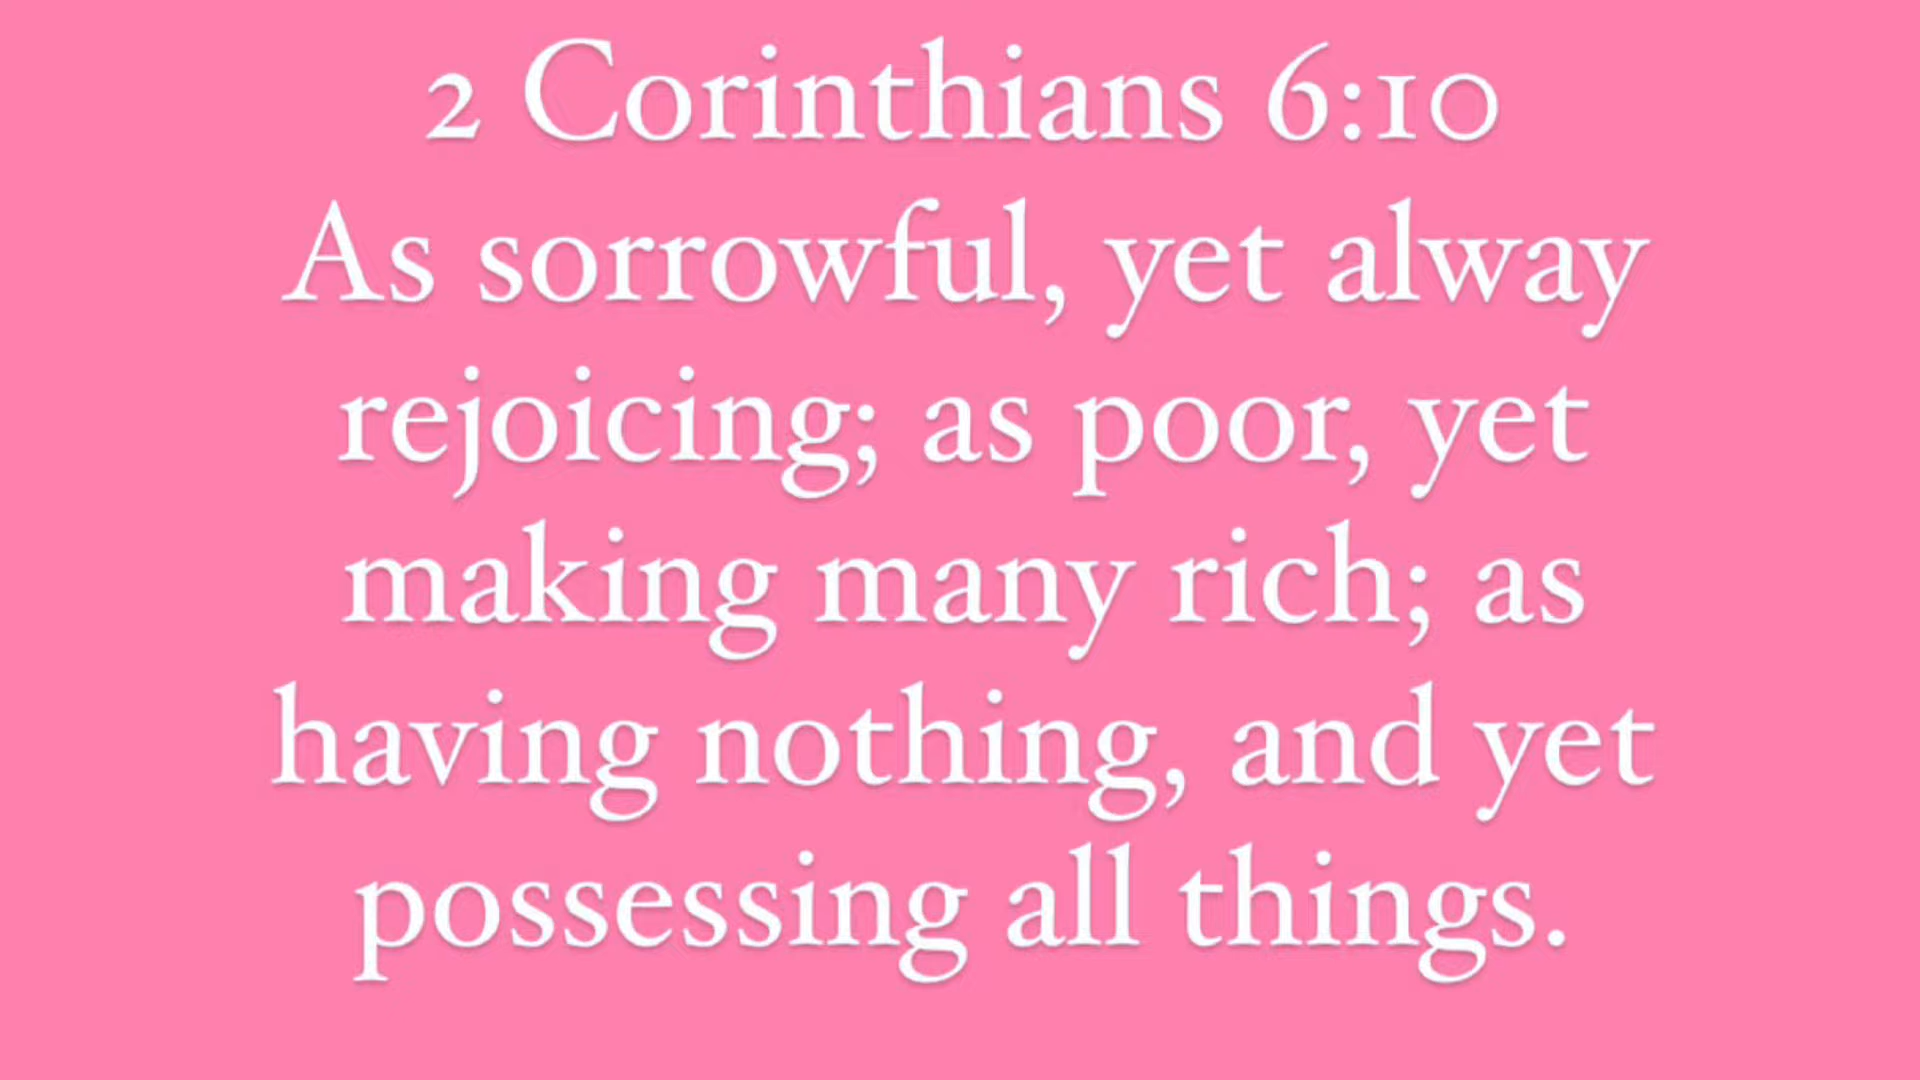 2 Corinthians 6:10
As sorrowful, yet alway
rejoicing; as poor, yet
making many rich; as
having nothing, and yet
possessing all things.